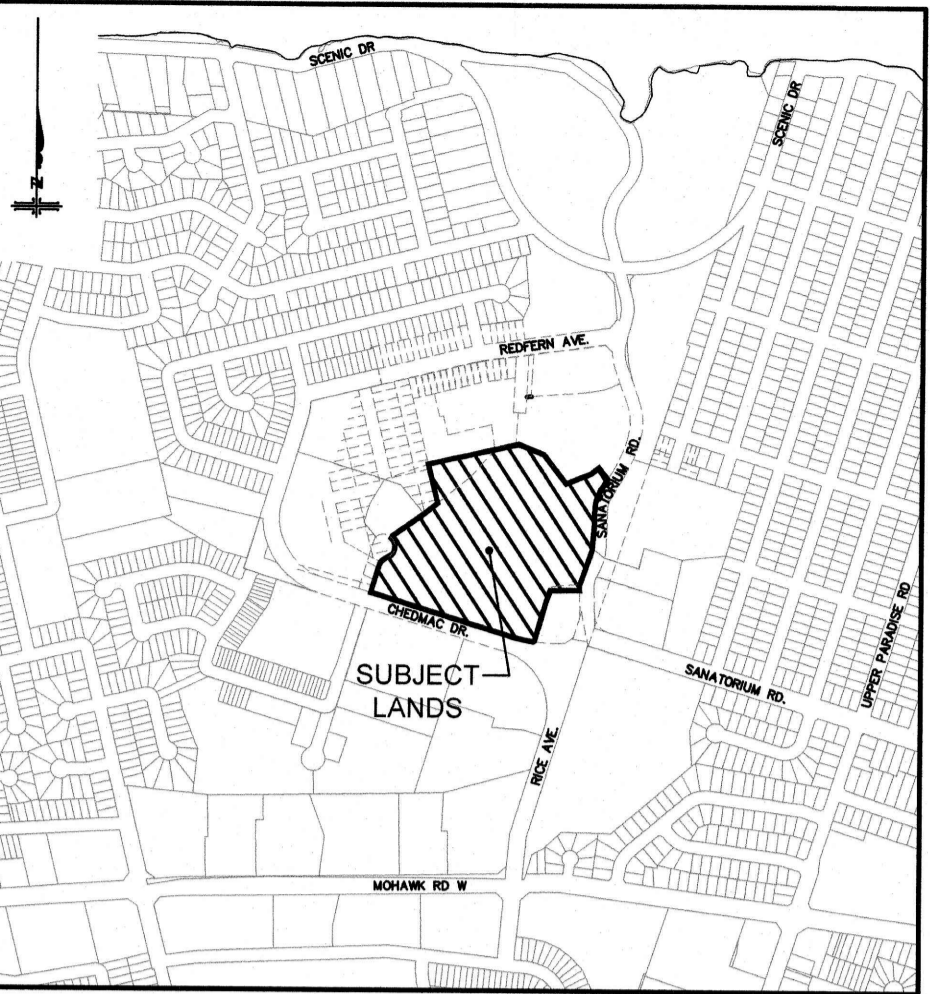 SCENIC DR
SCENIC DR
N
REDFERN AVE.
SANATORIUM RD.
CHEDMAC DR.
SUBJECT
LANDS
SANATORIUM RD.
UPPER PARADISE RD
RICE AVE.
MOHAWK RD W